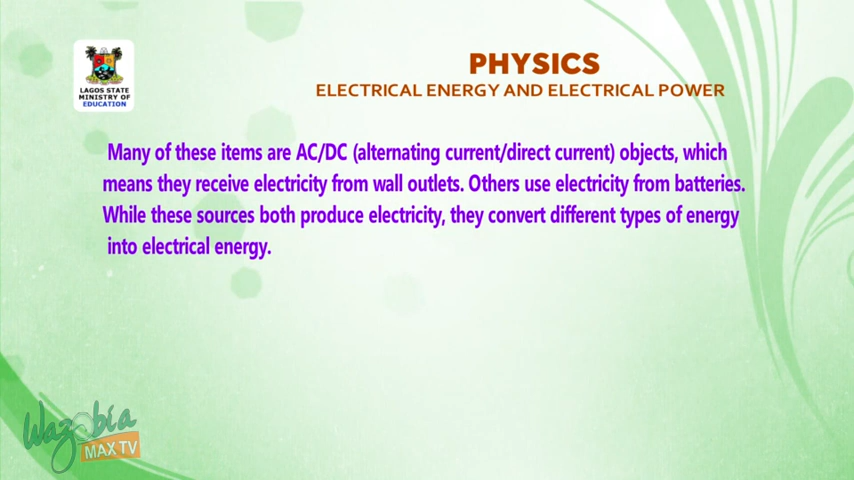 LAGOS STATE
MINISTRY OF
EDUCATION
PHYSICS
ELECTRICAL ENERGY AND ELECTRICAL POWER
Many of these items are AC/DC (alternating current/direct current) objects, which
means they receive electricity from wall outlets. Others use electricity from batteries.
While these sources both produce electricity, they convert different types of energy
into electrical energy.
Wazobia
MAX TV